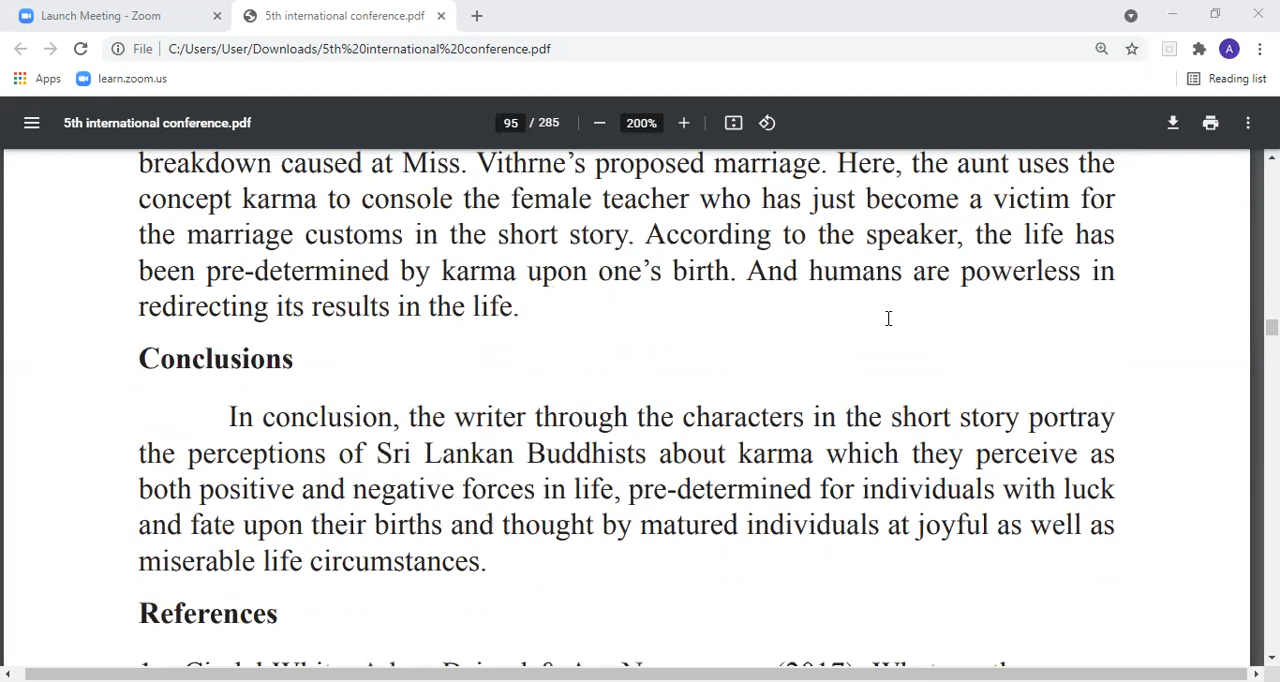 Launch Meeting - Zoom
5th international conference.pdf
File
C:/Users/User/Downloads/5th%20international%20conference.pdf
A
Apps
learn.zoom.us
Reading list
5th international conference.pdf
95 / 285
200%
breakdown caused at Miss. Vithrne’s proposed marriage. Here, the aunt uses the
concept karma to console the female teacher who has just become a victim for
the marriage customs in the short story. According to the speaker, the life has
been pre-determined by karma upon one’s birth. And humans are powerless in
redirecting its results in the life.
Conclusions
In conclusion, the writer through the characters in the short story portray
the perceptions of Sri Lankan Buddhists about karma which they perceive as
both positive and negative forces in life, pre-determined for individuals with luck
and fate upon their births and thought by matured individuals at joyful as well as
miserable life circumstances.
References
(2017)